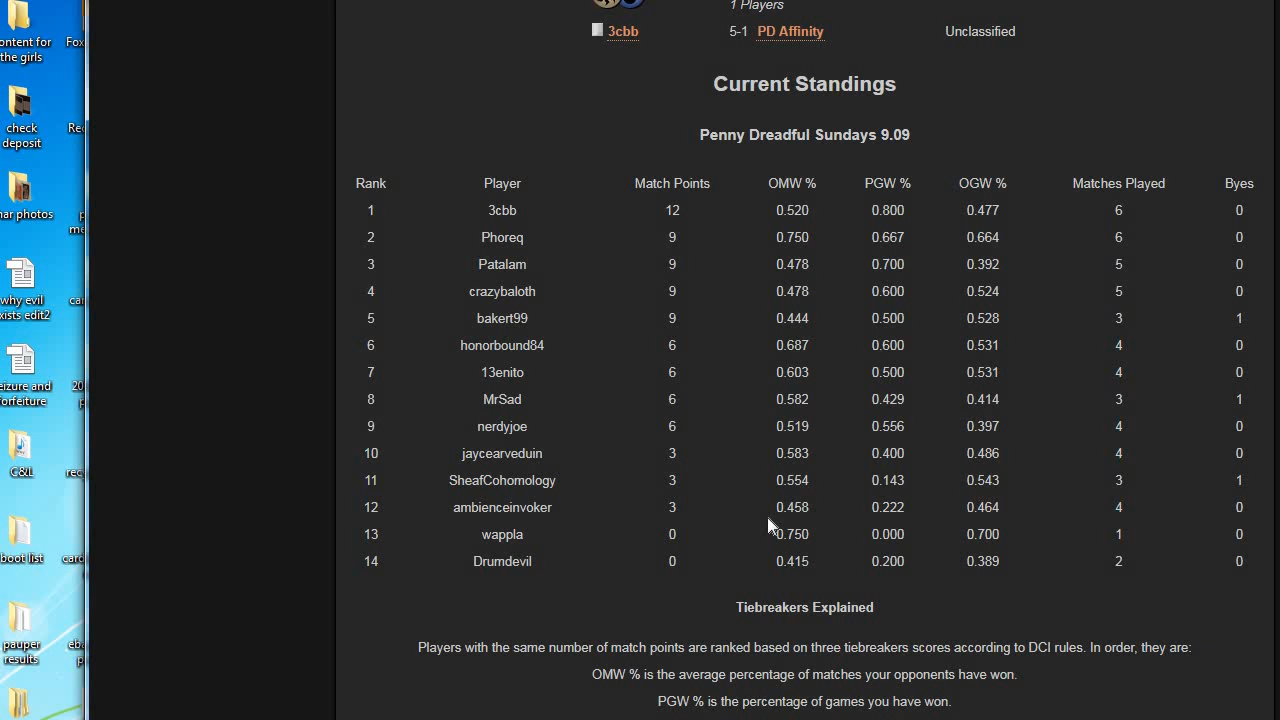 1 Players
3cbb 5-1 PD Affinity Unclassified
Current Standings
Penny Dreadful Sundays 9.09
Rank Player Match Points OMW % PGW % OGW % Matches Played Byes
1 3cbb 12 0.520 0.800 0.477 6 0
2 Phoreq 9 0.750 0.667 0.664 6 0
3 Patalam 9 0.478 0.700 0.392 5 0
4 crazybaloth 9 0.478 0.600 0.524 5 0
5 bakert99 9 0.444 0.500 0.528 3 1
6 honorbound84 6 0.687 0.600 0.531 4 0
7 13enito 6 0.603 0.500 0.531 4 0
8 MrSad 6 0.582 0.429 0.414 3 1
9 nerdyjoe 6 0.519 0.556 0.397 4 0
10 jaycearveduin 3 0.583 0.400 0.486 4 0
11 SheafCohomology 3 0.554 0.143 0.543 3 1
12 ambienceinvoker 3 0.458 0.222 0.464 4 0
13 wappla 0 0.750 0.000 0.700 1 0
14 Drumdevil 0 0.415 0.200 0.389 2 0
Tiebreakers Explained
Players with the same number of match points are ranked based on three tiebreakers scores according to DCI rules. In order, they are:
OMW % is the average percentage of matches your opponents have won.
PGW % is the percentage of games you have won.
ontent for
the girls
Fox
check
deposit
Rec
nar photos
why evil
xists edit2
eizure and
orfeiture
20
C&L
rec
boot list
card
pauper
results